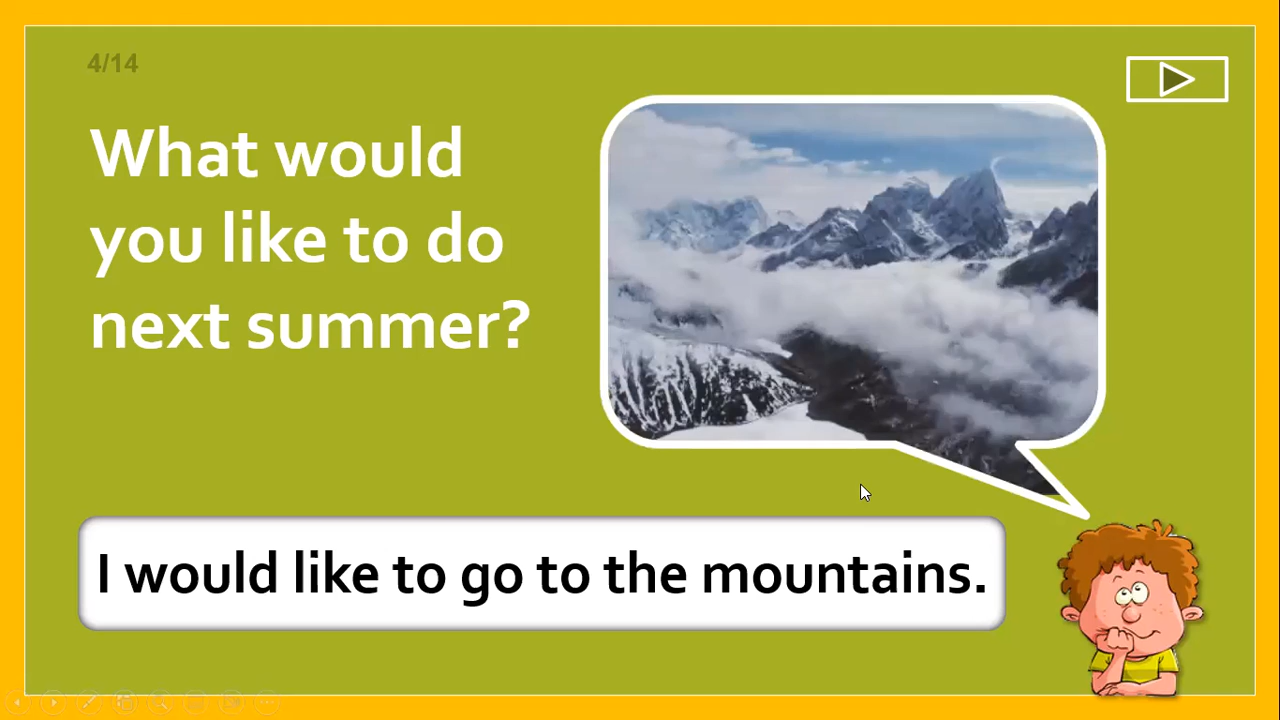 4/14
What would
you like to do
next summer?
I would like to go to the mountains.